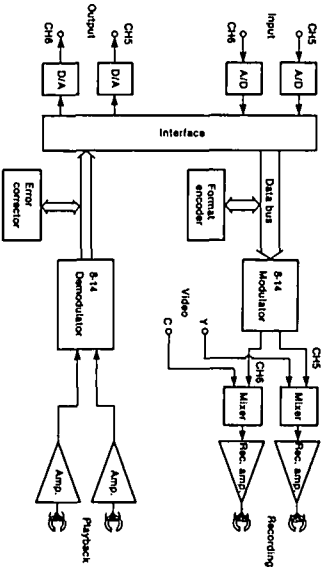 Input
CH5
CH6
A/D
A/D
Output
CH5
CH6
D/A
D/A
Interface
Data bus
Format
encoder
8-14
Modulator
Video
Y
C
CH5
CH6
Mixer
Mixer
Rec. amp.
Rec. amp.
Recording
Error
corrector
8-14
Demodulator
Amp.
Amp.
Playback